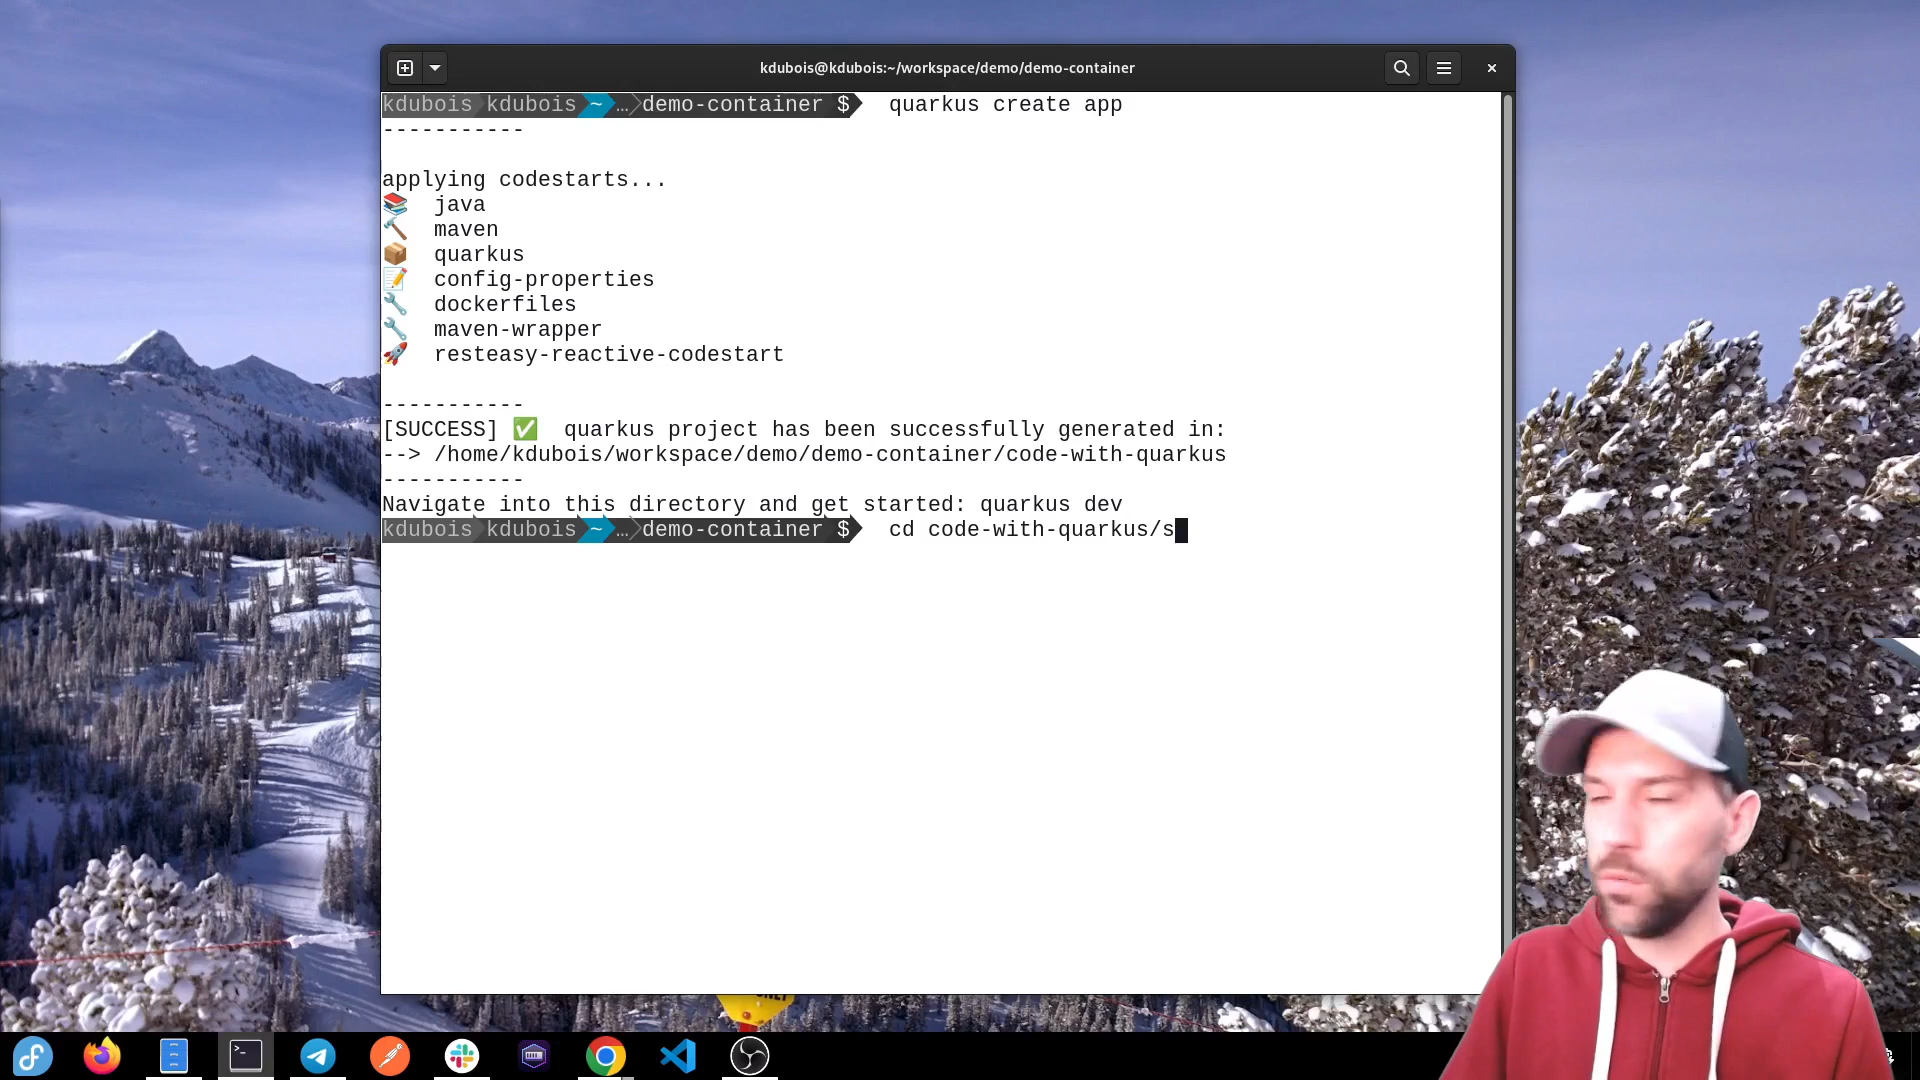 kdubois@kdubois:~/workspace/demo/demo-container
kdubois kdubois ~ … demo-container $ quarkus create app
-----------
applying codestarts...
📚 java
🔨 maven
📦 quarkus
📝 config-properties
🔧 dockerfiles
🔧 maven-wrapper
🚀 resteasy-reactive-codestart
-----------
[SUCCESS] ✅ quarkus project has been successfully generated in:
--> /home/kdubois/workspace/demo/demo-container/code-with-quarkus
-----------
Navigate into this directory and get started: quarkus dev
kdubois kdubois ~ … demo-container $ cd code-with-quarkus/s